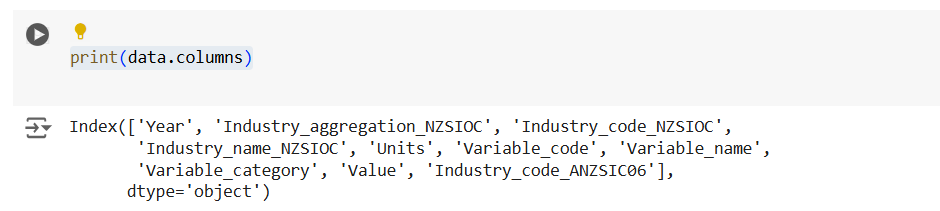 print(data.columns)
Index(['Year', 'Industry_aggregation_NZSIOC', 'Industry_code_NZSIOC',
'Industry_name_NZSIOC', 'Units', 'Variable_code', 'Variable_name',
'Variable_category', 'Value', 'Industry_code_ANZSIC06'],
dtype='object')